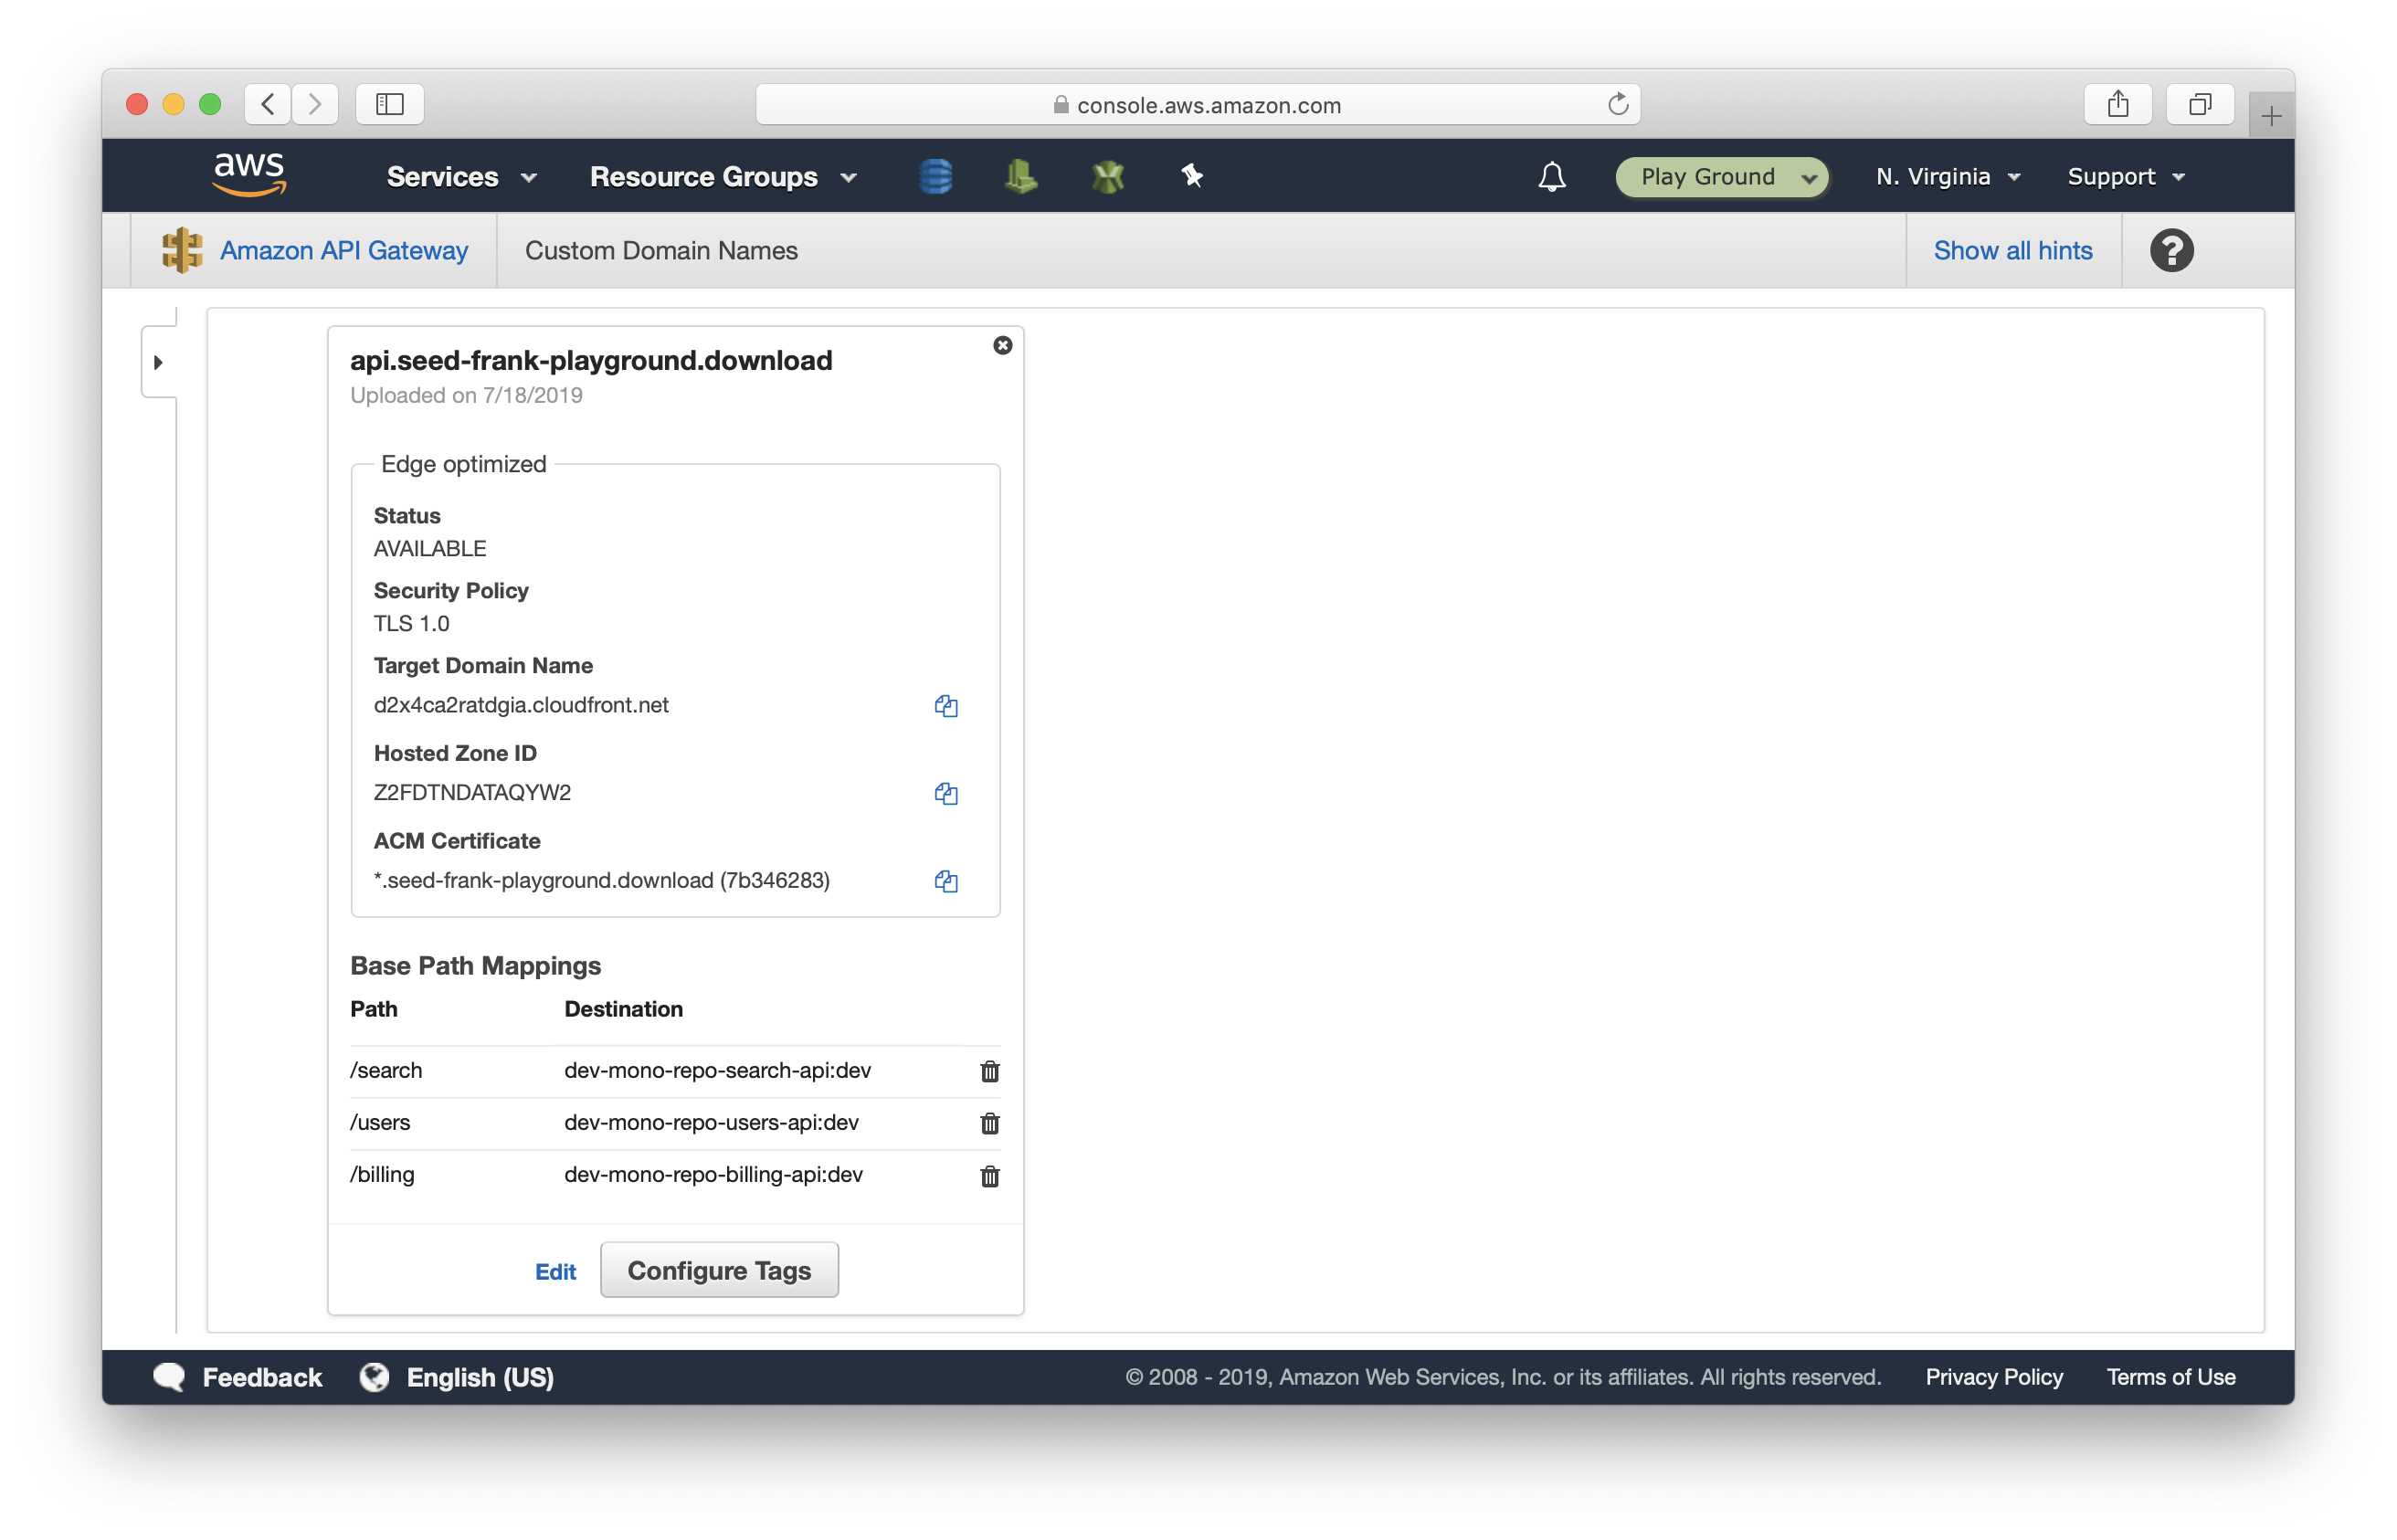 console.aws.amazon.com
aws Services Resource Groups Play Ground N. Virginia Support
Amazon API Gateway Custom Domain Names Show all hints ?
api.seed-frank-playground.download
Uploaded on 7/18/2019
Edge optimized
Status
AVAILABLE
Security Policy
TLS 1.0
Target Domain Name
d2x4ca2ratdgia.cloudfront.net
Hosted Zone ID
Z2FDTNDATAQYW2
ACM Certificate
*.seed-frank-playground.download (7b346283)
Base Path Mappings
Path Destination
/search dev-mono-repo-search-api:dev
/users dev-mono-repo-users-api:dev
/billing dev-mono-repo-billing-api:dev
Edit Configure Tags
Feedback English (US) © 2008 - 2019, Amazon Web Services, Inc. or its affiliates. All rights reserved. Privacy Policy Terms of Use